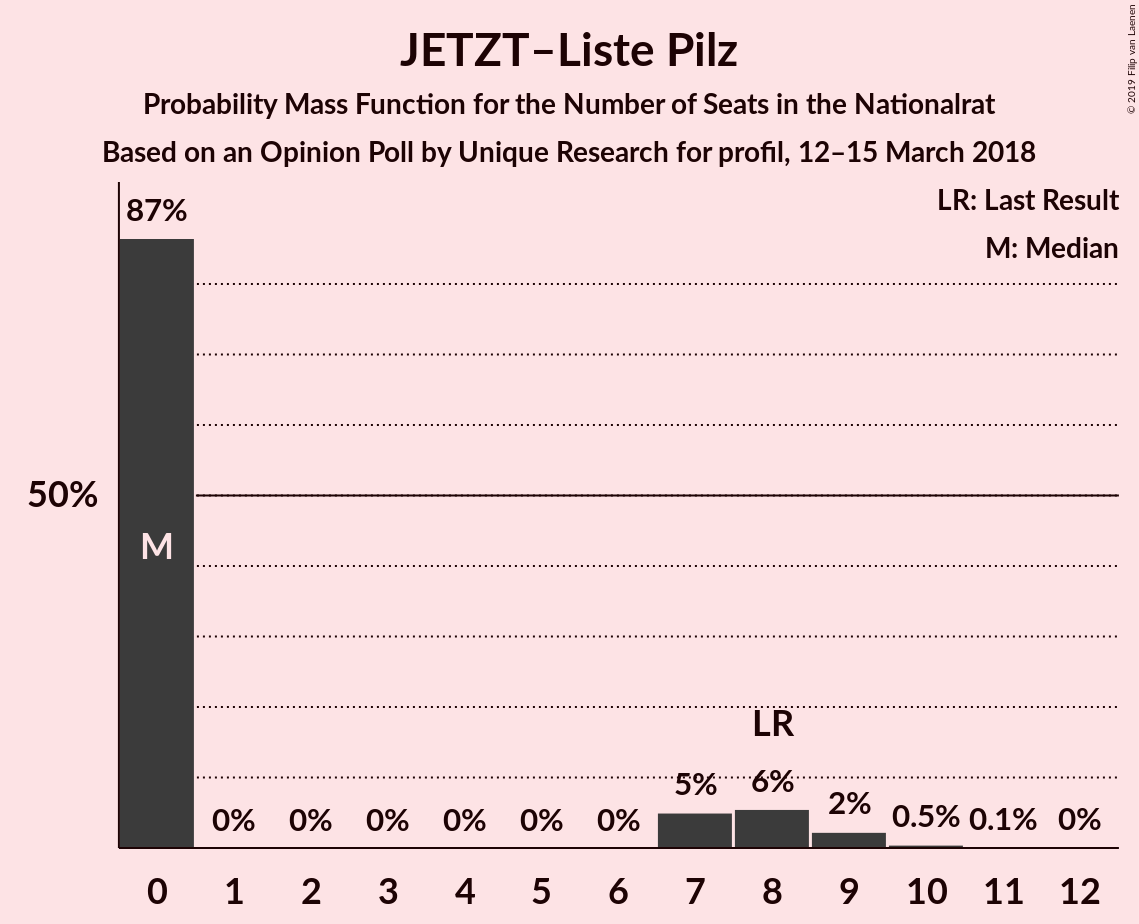 © 2019 Filip van Laenen
JETZT–Liste Pilz
Probability Mass Function for the Number of Seats in the Nationalrat
Based on an Opinion Poll by Unique Research for profil, 12–15 March 2018
LR: Last Result
M: Median
87%
50%
M
LR
0% 0% 0% 0% 0% 0% 5% 6% 2% 0.5% 0.1% 0%
0 1 2 3 4 5 6 7 8 9 10 11 12